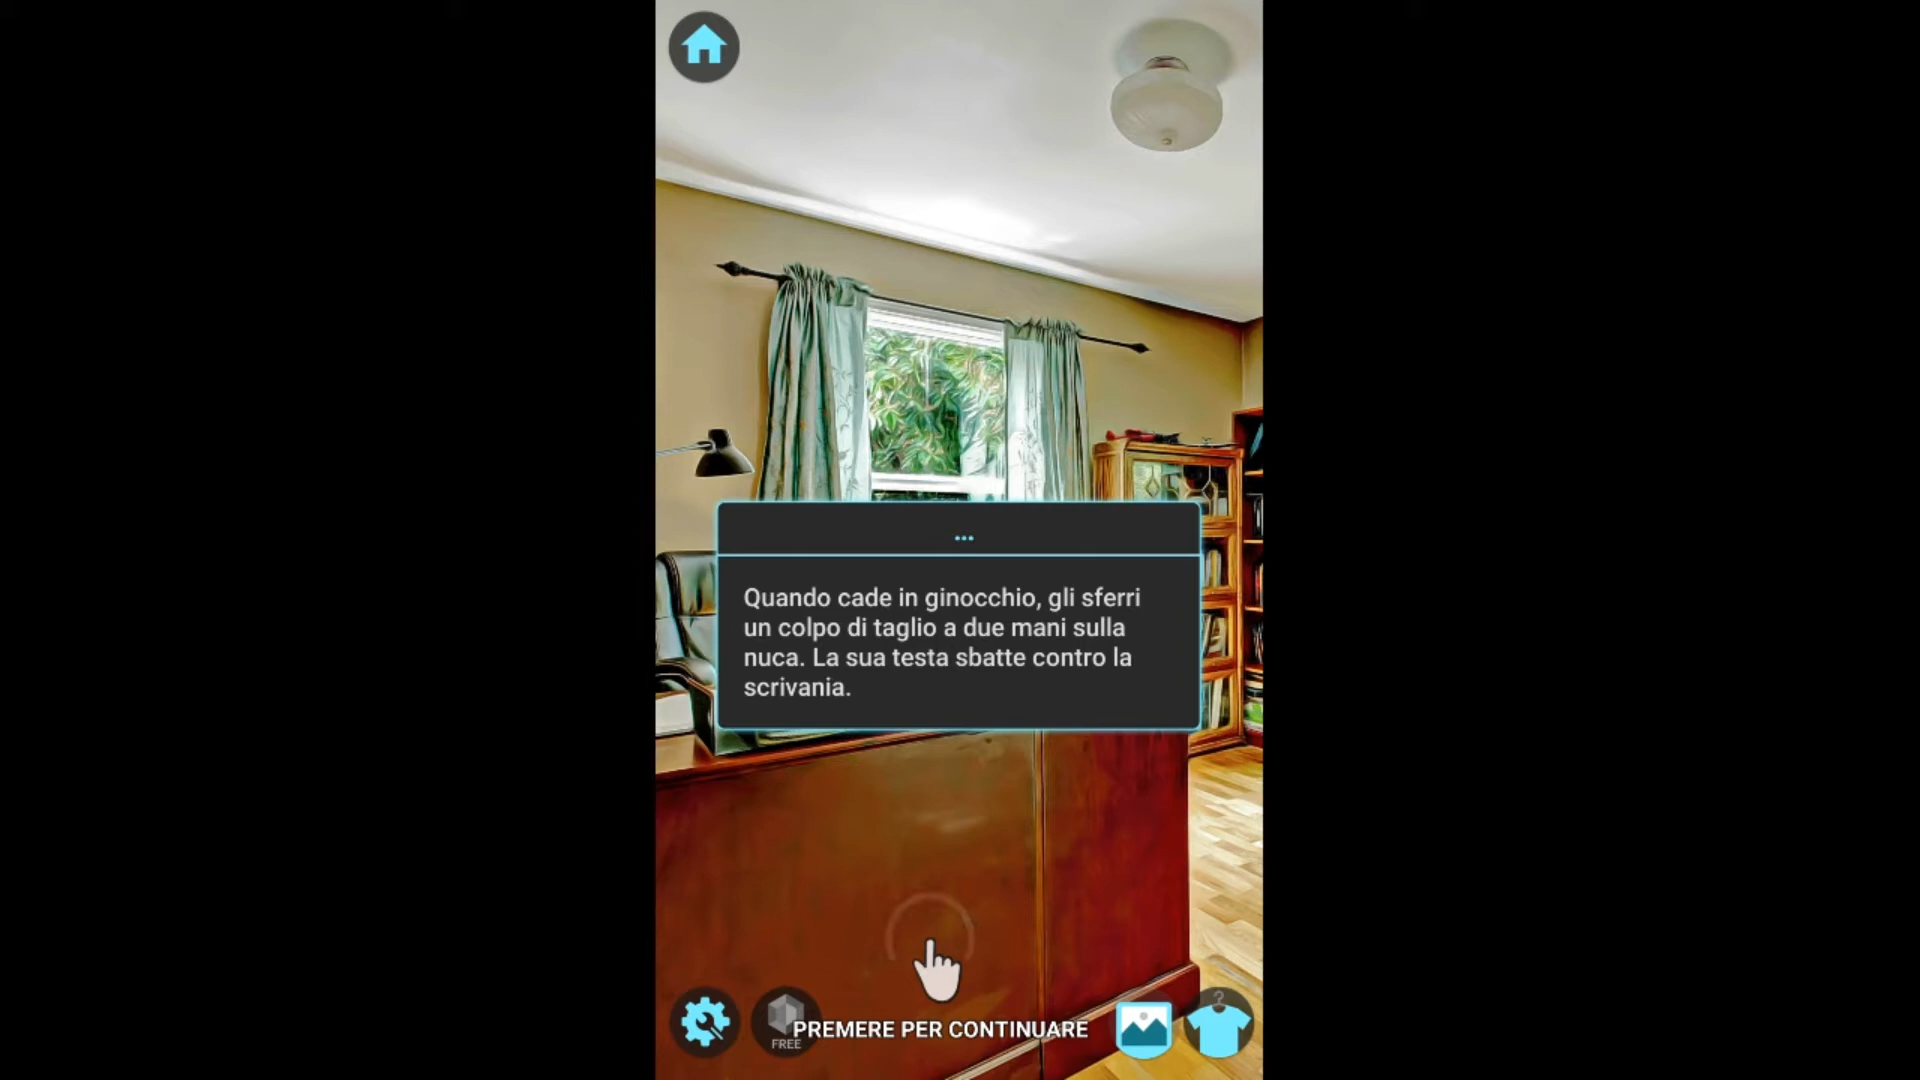 ...
Quando cade in ginocchio, gli sferri
un colpo di taglio a due mani sulla
nuca. La sua testa sbatte contro la
scrivania.
FREE
PREMERE PER CONTINUARE